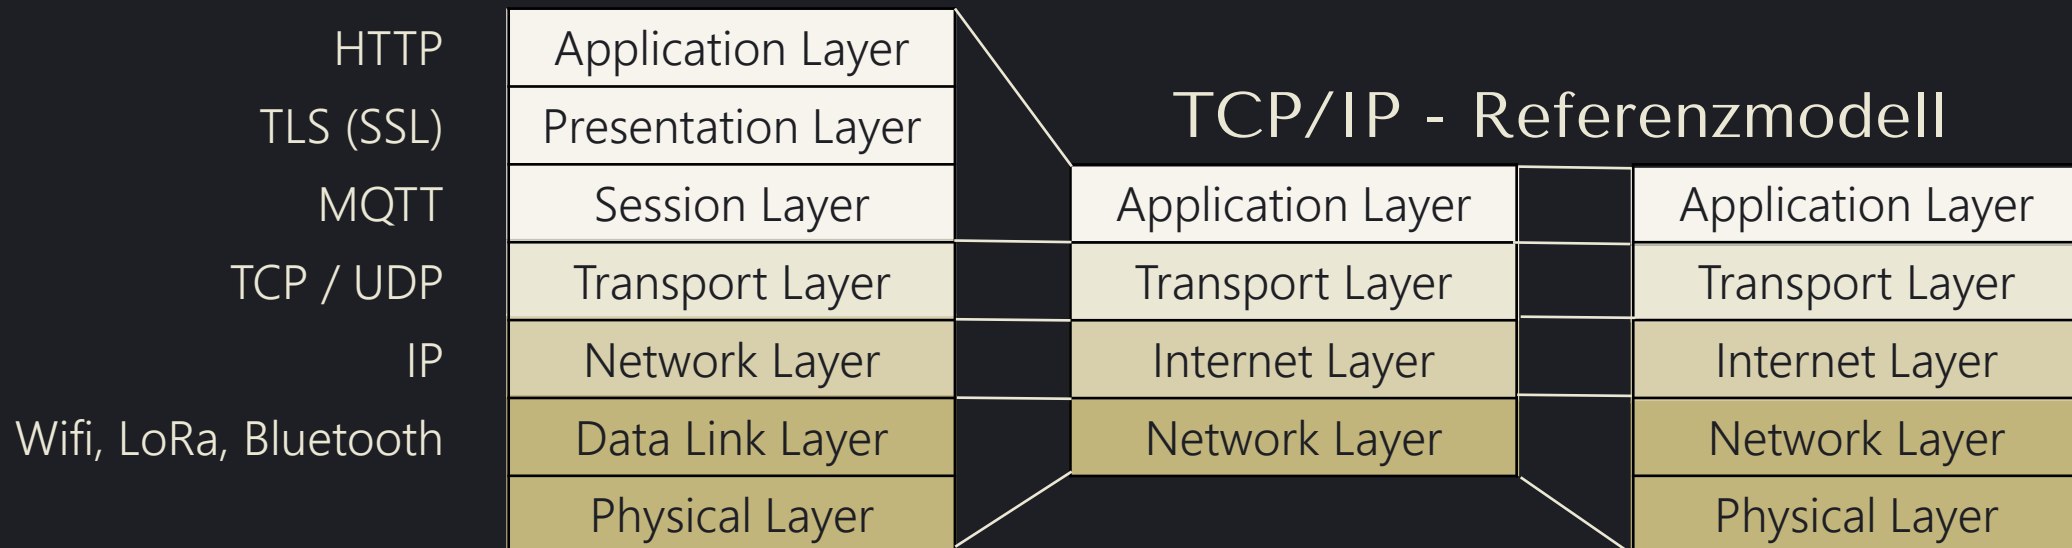 HTTP
TLS (SSL)
MQTT
TCP / UDP
IP
Wifi, LoRa, Bluetooth
Application Layer
Presentation Layer
Session Layer
Transport Layer
Network Layer
Data Link Layer
Physical Layer
TCP/IP - Referenzmodell
Application Layer
Transport Layer
Internet Layer
Network Layer
Application Layer
Transport Layer
Internet Layer
Network Layer
Physical Layer